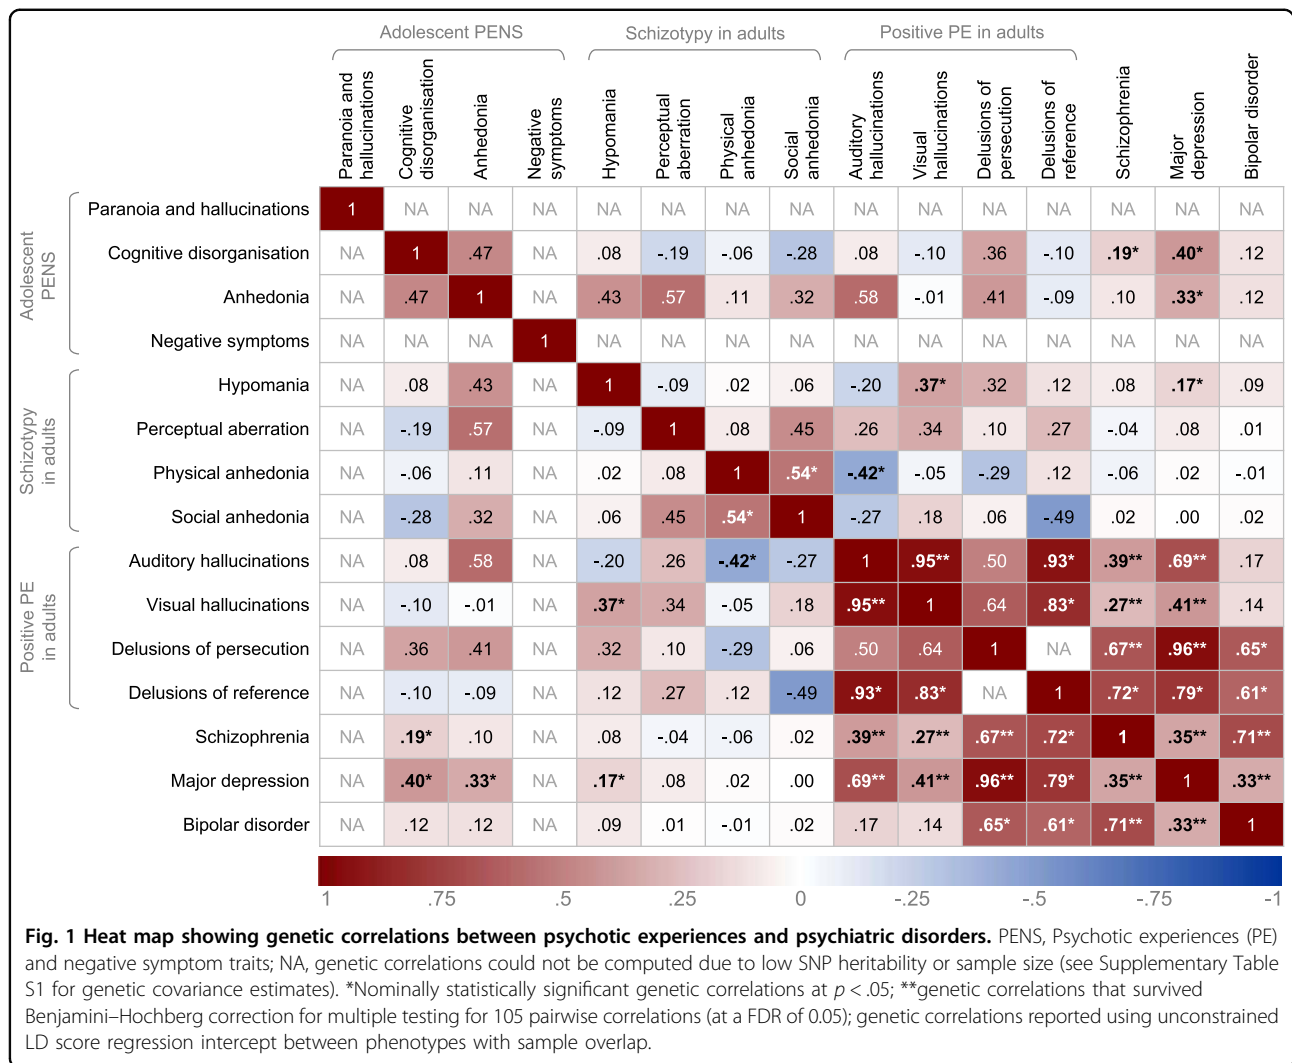 Adolescent PENS Schizotypy in adults Positive PE in adults
Paranoia and hallucinations Cognitive disorganisation Anhedonia Negative symptoms Hypomania Perceptual aberration Physical anhedonia Social anhedonia Auditory hallucinations Visual hallucinations Delusions of persecution Delusions of reference Schizophrenia Major depression Bipolar disorder
Adolescent PENS
Paranoia and hallucinations 1 NA NA NA NA NA NA NA NA NA NA NA NA NA NA
Cognitive disorganisation NA 1 .47 NA .08 -.19 -.06 -.28 .08 -.10 .36 -.10 .19* .40* .12
Anhedonia NA .47 1 NA .43 .57 .11 .32 .58 -.01 .41 -.09 .10 .33* .12
Negative symptoms NA NA NA 1 NA NA NA NA NA NA NA NA NA NA NA
Schizotypy in adults
Hypomania NA .08 .43 NA 1 -.09 .02 .06 -.20 .37* .32 .12 .08 .17* .09
Perceptual aberration NA -.19 .57 NA -.09 1 .08 .45 .26 .34 .10 .27 -.04 .08 .01
Physical anhedonia NA -.06 .11 NA .02 .08 1 .54* -.42* -.05 -.29 .12 -.06 .02 -.01
Social anhedonia NA -.28 .32 NA .06 .45 .54* 1 -.27 .18 .06 -.49 .02 .00 .02
Positive PE in adults
Auditory hallucinations NA .08 .58 NA -.20 .26 -.42* -.27 1 .95** .50 .93* .39** .69** .17
Visual hallucinations NA -.10 -.01 NA .37* .34 -.05 .18 .95** 1 .64 .83* .27** .41** .14
Delusions of persecution NA .36 .41 NA .32 .10 -.29 .06 .50 .64 1 NA .67** .96** .65*
Delusions of reference NA -.10 -.09 NA .12 .27 .12 -.49 .93* .83* NA 1 .72* .79* .61*
Schizophrenia NA .19* .10 NA .08 -.04 -.06 .02 .39** .27** .67** .72* 1 .35** .71**
Major depression NA .40* .33* NA .17* .08 .02 .00 .69** .41** .96** .79* .35** 1 .33**
Bipolar disorder NA .12 .12 NA .09 .01 -.01 .02 .17 .14 .65* .61* .71** .33** 1
1 .75 .5 .25 0 -.25 -.5 -.75 -1
Fig. 1 Heat map showing genetic correlations between psychotic experiences and psychiatric disorders. PENS, Psychotic experiences (PE)
and negative symptom traits; NA, genetic correlations could not be computed due to low SNP heritability or sample size (see Supplementary Table
S1 for genetic covariance estimates). *Nominally statistically significant genetic correlations at p < .05; **genetic correlations that survived
Benjamini–Hochberg correction for multiple testing for 105 pairwise correlations (at a FDR of 0.05); genetic correlations reported using unconstrained
LD score regression intercept between phenotypes with sample overlap.